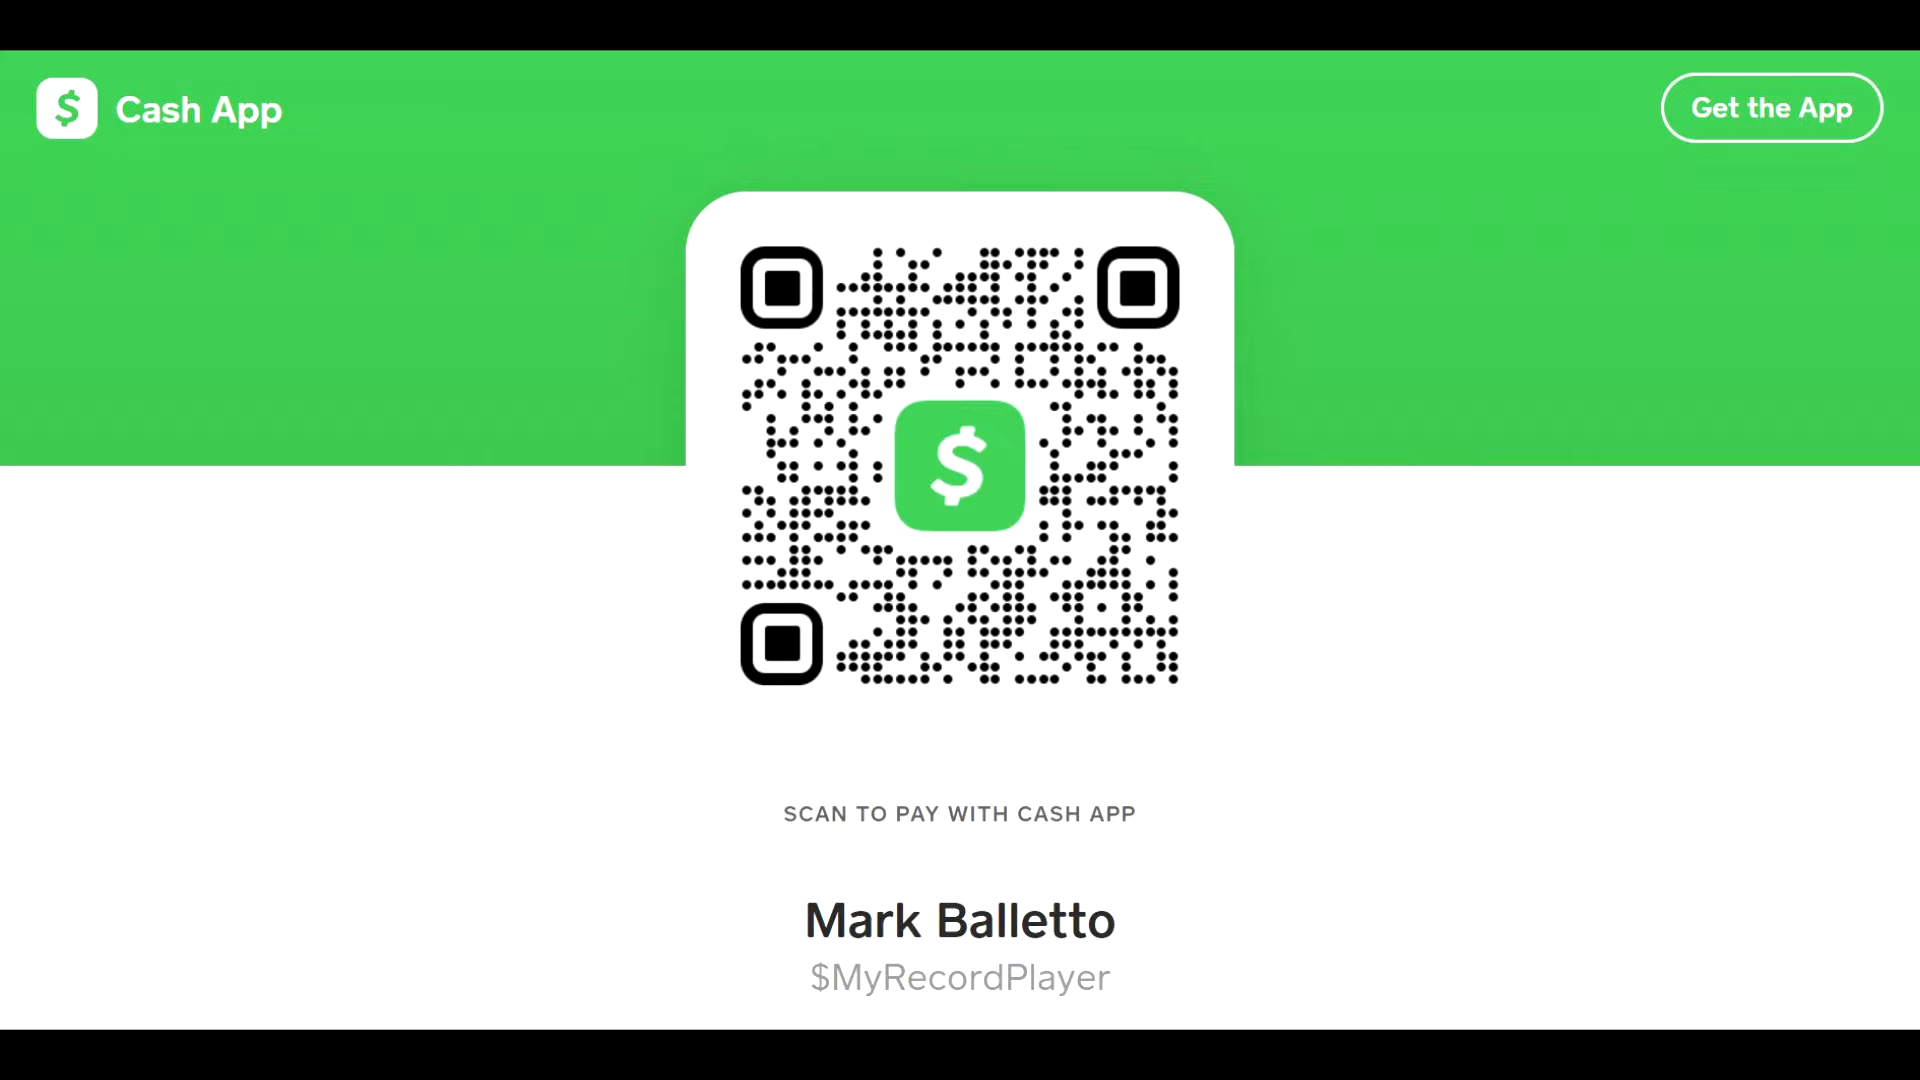 Cash App
Get the App
SCAN TO PAY WITH CASH APP
Mark Balletto
$MyRecordPlayer